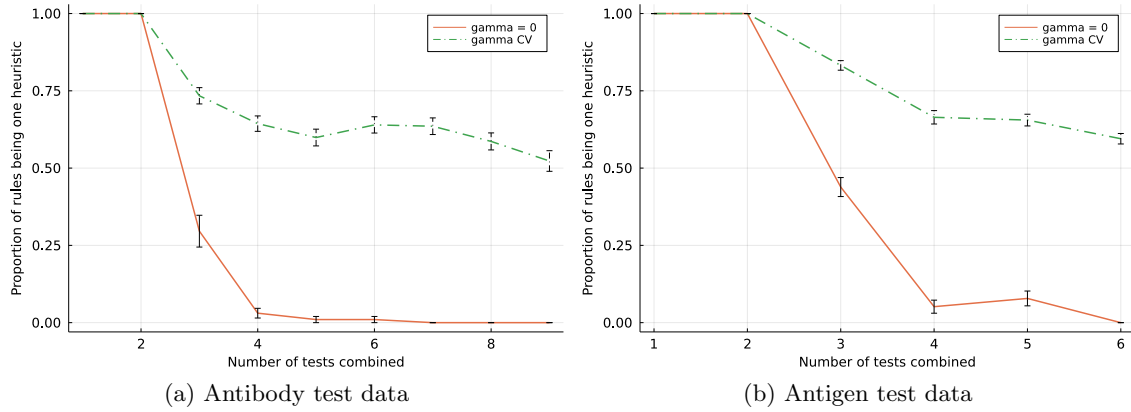 1.00
0.75
0.50
0.25
0.00
Proportion of rules being one heuristic
gamma = 0
gamma CV
2
4
6
8
Number of tests combined
(a) Antibody test data
1.00
0.75
0.50
0.25
0.00
Proportion of rules being one heuristic
gamma = 0
gamma CV
1
2
3
4
5
6
Number of tests combined
(b) Antigen test data